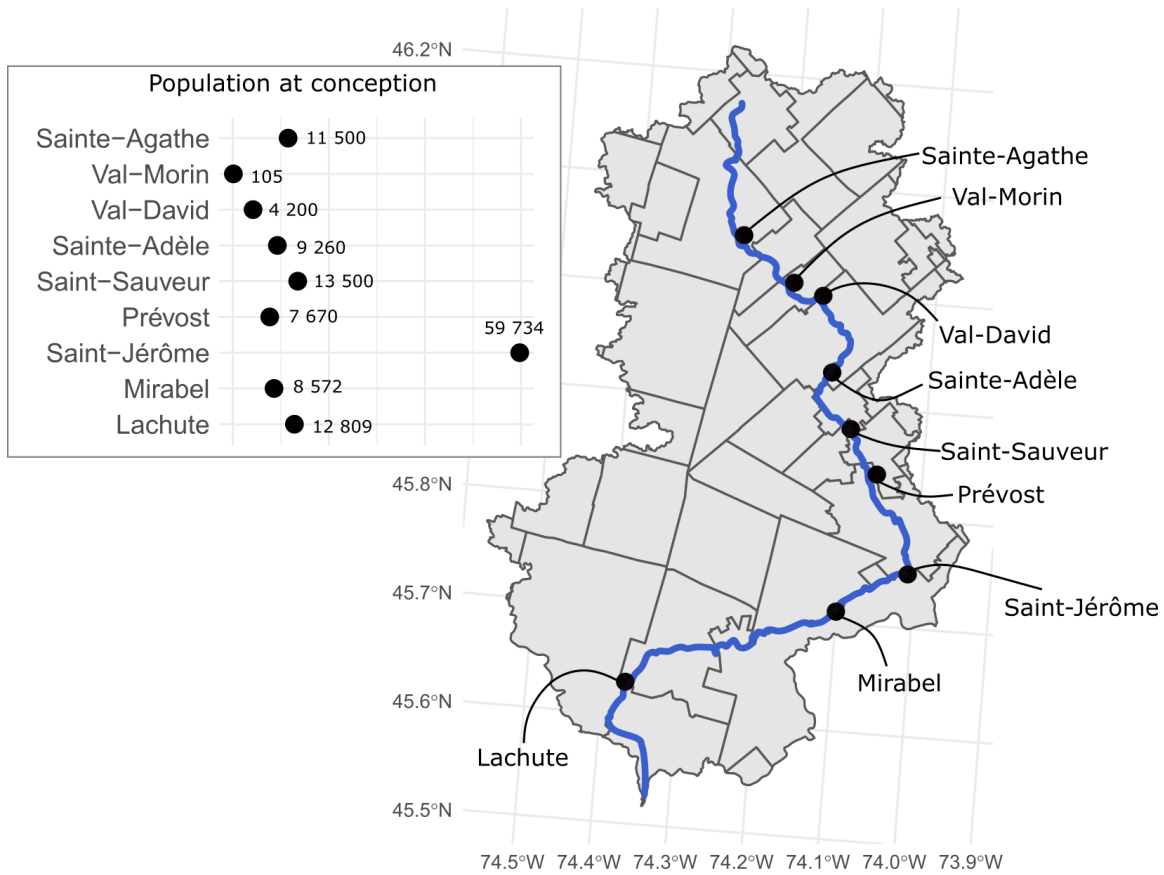 46.2°N
Population at conception
Sainte−Agathe 11 500
Val−Morin 105
Val−David 4 200
Sainte−Adèle 9 260
Saint−Sauveur 13 500
Prévost 7 670
Saint−Jérôme 59 734
Mirabel 8 572
Lachute 12 809
Sainte-Agathe
Val-Morin
Val-David
Sainte-Adèle
Saint-Sauveur
Prévost
Saint-Jérôme
Mirabel
Lachute
45.8°N
45.7°N
45.6°N
45.5°N
74.5°W 74.4°W 74.3°W 74.2°W 74.1°W 74.0°W 73.9°W